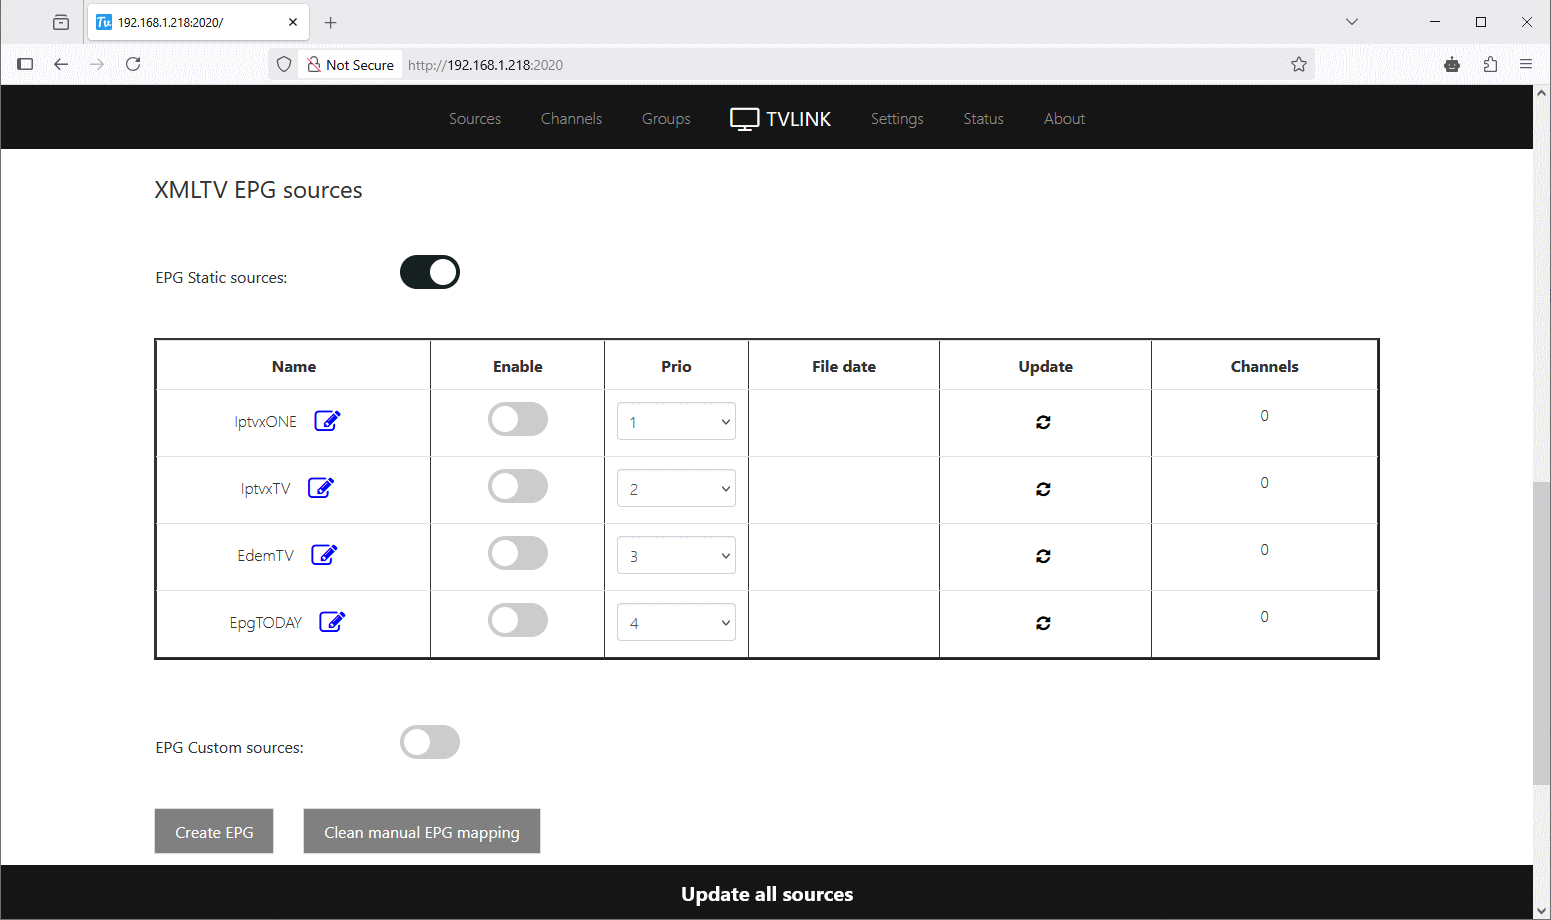 192.168.1.218:2020/
Not Secure http://192.168.1.218:2020
Sources Channels Groups TVLINK Settings Status About
XMLTV EPG sources
EPG Static sources:
Name Enable Prio File date Update Channels
IptvxONE 1 0
IptvxTV 2 0
EdemTV 3 0
EpgTODAY 4 0
EPG Custom sources:
Create EPG Clean manual EPG mapping
Update all sources